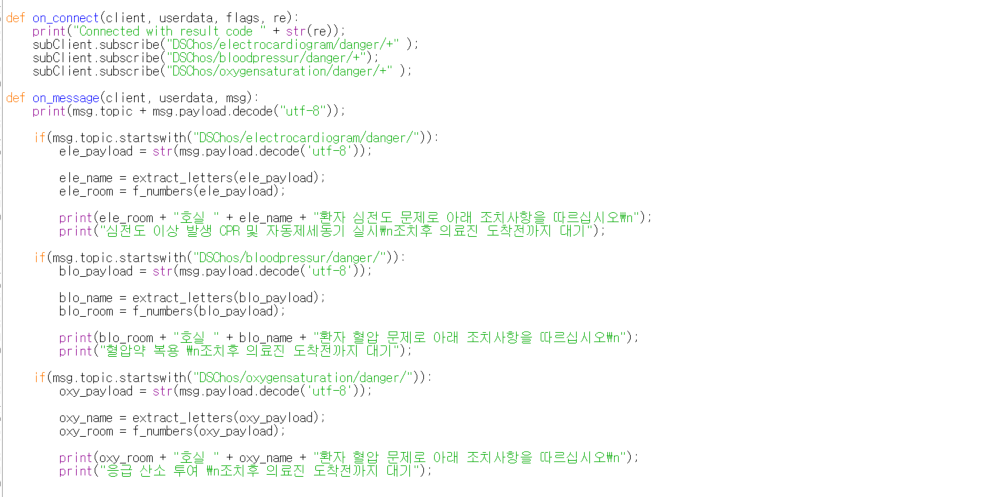 def on_connect(client, userdata, flags, re):
    print("Connected with result code " + str(re));
    subClient.subscribe("DSChos/electrocardiogram/danger/+" );
    subClient.subscribe("DSChos/bloodpressur/danger/+");
    subClient.subscribe("DSChos/oxygensaturation/danger/+" );

def on_message(client, userdata, msg):
    print(msg.topic + msg.payload.decode("utf-8"));

    if(msg.topic.startswith("DSChos/electrocardiogram/danger/")):
        ele_payload = str(msg.payload.decode('utf-8'));

        ele_name = extract_letters(ele_payload);
        ele_room = f_numbers(ele_payload);

        print(ele_room + "호실 " + ele_name + "환자 심전도 문제로 아래 조치사항을 따르십시오₩n");
        print("심전도 이상 발생 CPR 및 자동제세동기 실시₩n조치후 의료진 도착전까지 대기");

    if(msg.topic.startswith("DSChos/bloodpressur/danger/")):
        blo_payload = str(msg.payload.decode('utf-8'));

        blo_name = extract_letters(blo_payload);
        blo_room = f_numbers(blo_payload);

        print(blo_room + "호실 " + blo_name + "환자 혈압 문제로 아래 조치사항을 따르십시오₩n");
        print("혈압약 복용 ₩n조치후 의료진 도착전까지 대기");

    if(msg.topic.startswith("DSChos/oxygensaturation/danger/")):
        oxy_payload = str(msg.payload.decode('utf-8'));

        oxy_name = extract_letters(oxy_payload);
        oxy_room = f_numbers(oxy_payload);

        print(oxy_room + "호실 " + oxy_name + "환자 혈압 문제로 아래 조치사항을 따르십시오₩n");
        print("응급 산소 투여 ₩n조치후 의료진 도착전까지 대기");